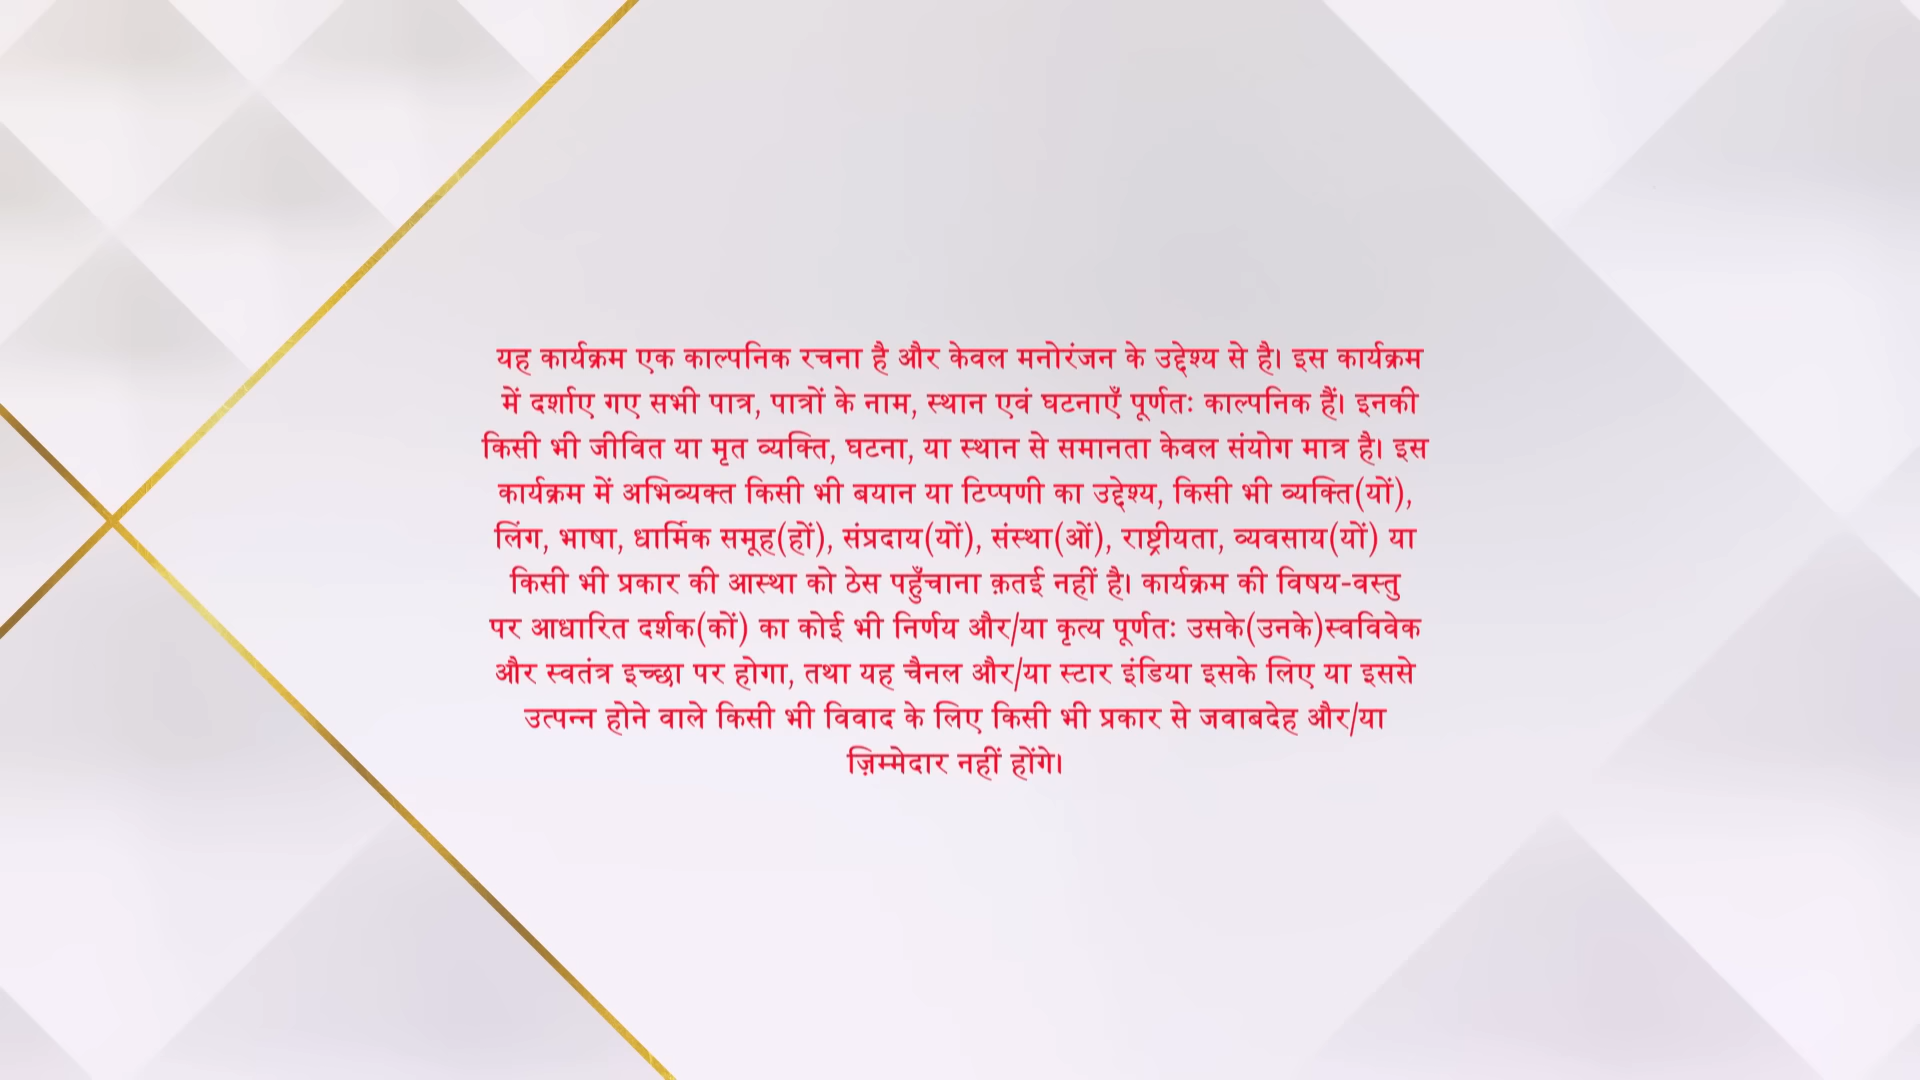 यह कार्यक्रम एक काल्पनिक रचना है और केवल मनोरंजन के उद्देश्य से है। इस कार्यक्रम
में दर्शाए गए सभी पात्र, पात्रों के नाम, स्थान एवं घटनाएँ पूर्णतः काल्पनिक हैं। इनकी
किसी भी जीवित या मृत व्यक्ति, घटना, या स्थान से समानता केवल संयोग मात्र है। इस
कार्यक्रम में अभिव्यक्त किसी भी बयान या टिप्पणी का उद्देश्य, किसी भी व्यक्ति(यों),
लिंग, भाषा, धार्मिक समूह(हों), संप्रदाय(यों), संस्था(ओं), राष्ट्रीयता, व्यवसाय(यों) या
किसी भी प्रकार की आस्था को ठेस पहुँचाना क़तई नहीं है। कार्यक्रम की विषय-वस्तु
पर आधारित दर्शक(कों) का कोई भी निर्णय और/या कृत्य पूर्णतः उसके(उनके)स्वविवेक
और स्वतंत्र इच्छा पर होगा, तथा यह चैनल और/या स्टार इंडिया इसके लिए या इससे
उत्पन्न होने वाले किसी भी विवाद के लिए किसी भी प्रकार से जवाबदेह और/या
ज़िम्मेदार नहीं होंगे।